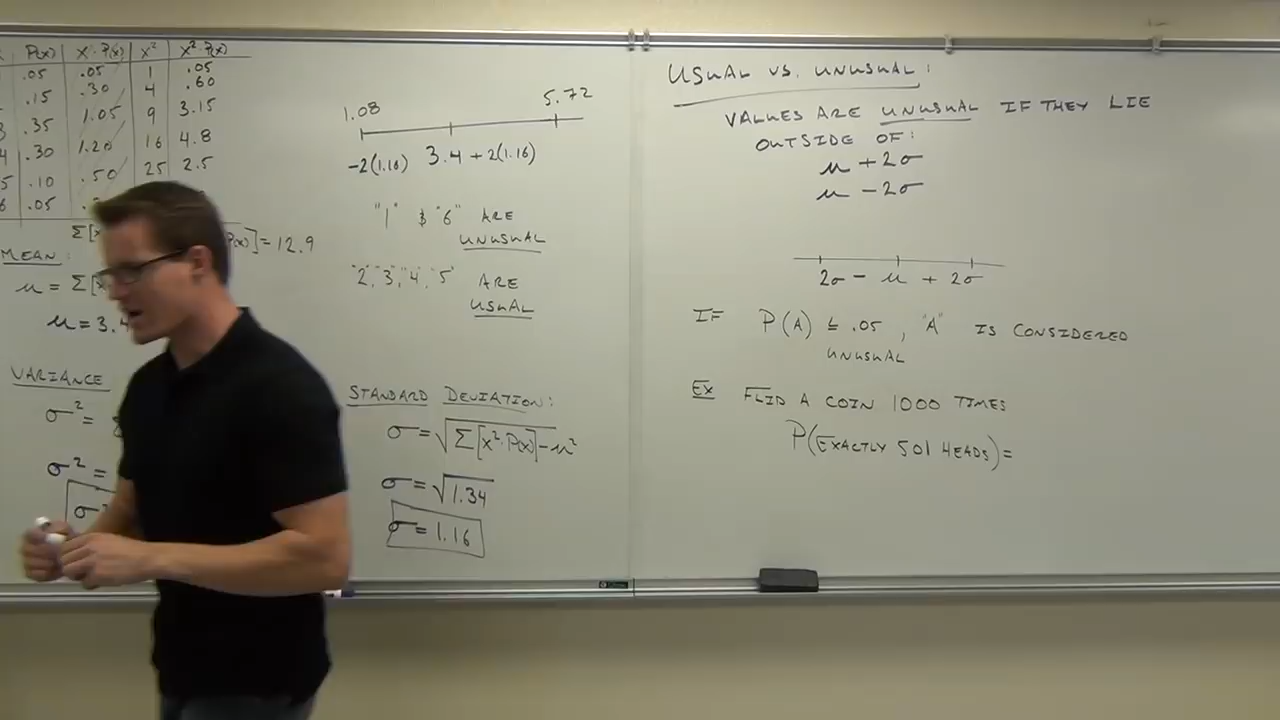 P(x) X·P(x) X² X²·P(x)
.05 .05 1 .05
.15 .30 4 .60
.35 1.05 9 3.15
.30 1.20 16 4.8
5 .10 .50 25 2.5
6 .05
P(x)] = 12.9
MEAN:
μ = Σ[x
μ = 3.4
VARIANCE
σ² =
σ² =
σ²
1.08 5.72
-2(1.16) 3.4 + 2(1.16)
"1" & "6" ARE
UNUSUAL
"2", "3", "4", "5" ARE
USUAL
STANDARD DEVIATION:
σ = √Σ[x²·P(x)] - μ²
σ = √1.34
σ = 1.16
USUAL VS. UNUSUAL:
VALUES ARE UNUSUAL IF THEY LIE
OUTSIDE OF:
μ + 2σ
μ - 2σ
2σ - μ + 2σ
IF P(A) ≤ .05, "A" IS CONSIDERED
UNUSUAL
EX FLIP A COIN 1000 TIMES
P(EXACTLY 501 HEADS) =